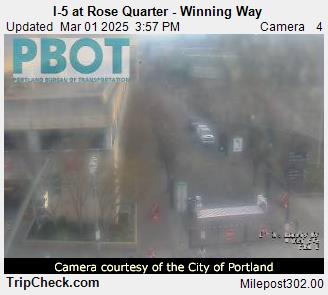 I-5 at Rose Quarter - Winning Way
Updated Mar 01 2025 3:57 PM Camera 4
PBOT
PORTLAND BUREAU OF TRANSPORTATION
Camera courtesy of the City of Portland
TripCheck.com Milepost302.00